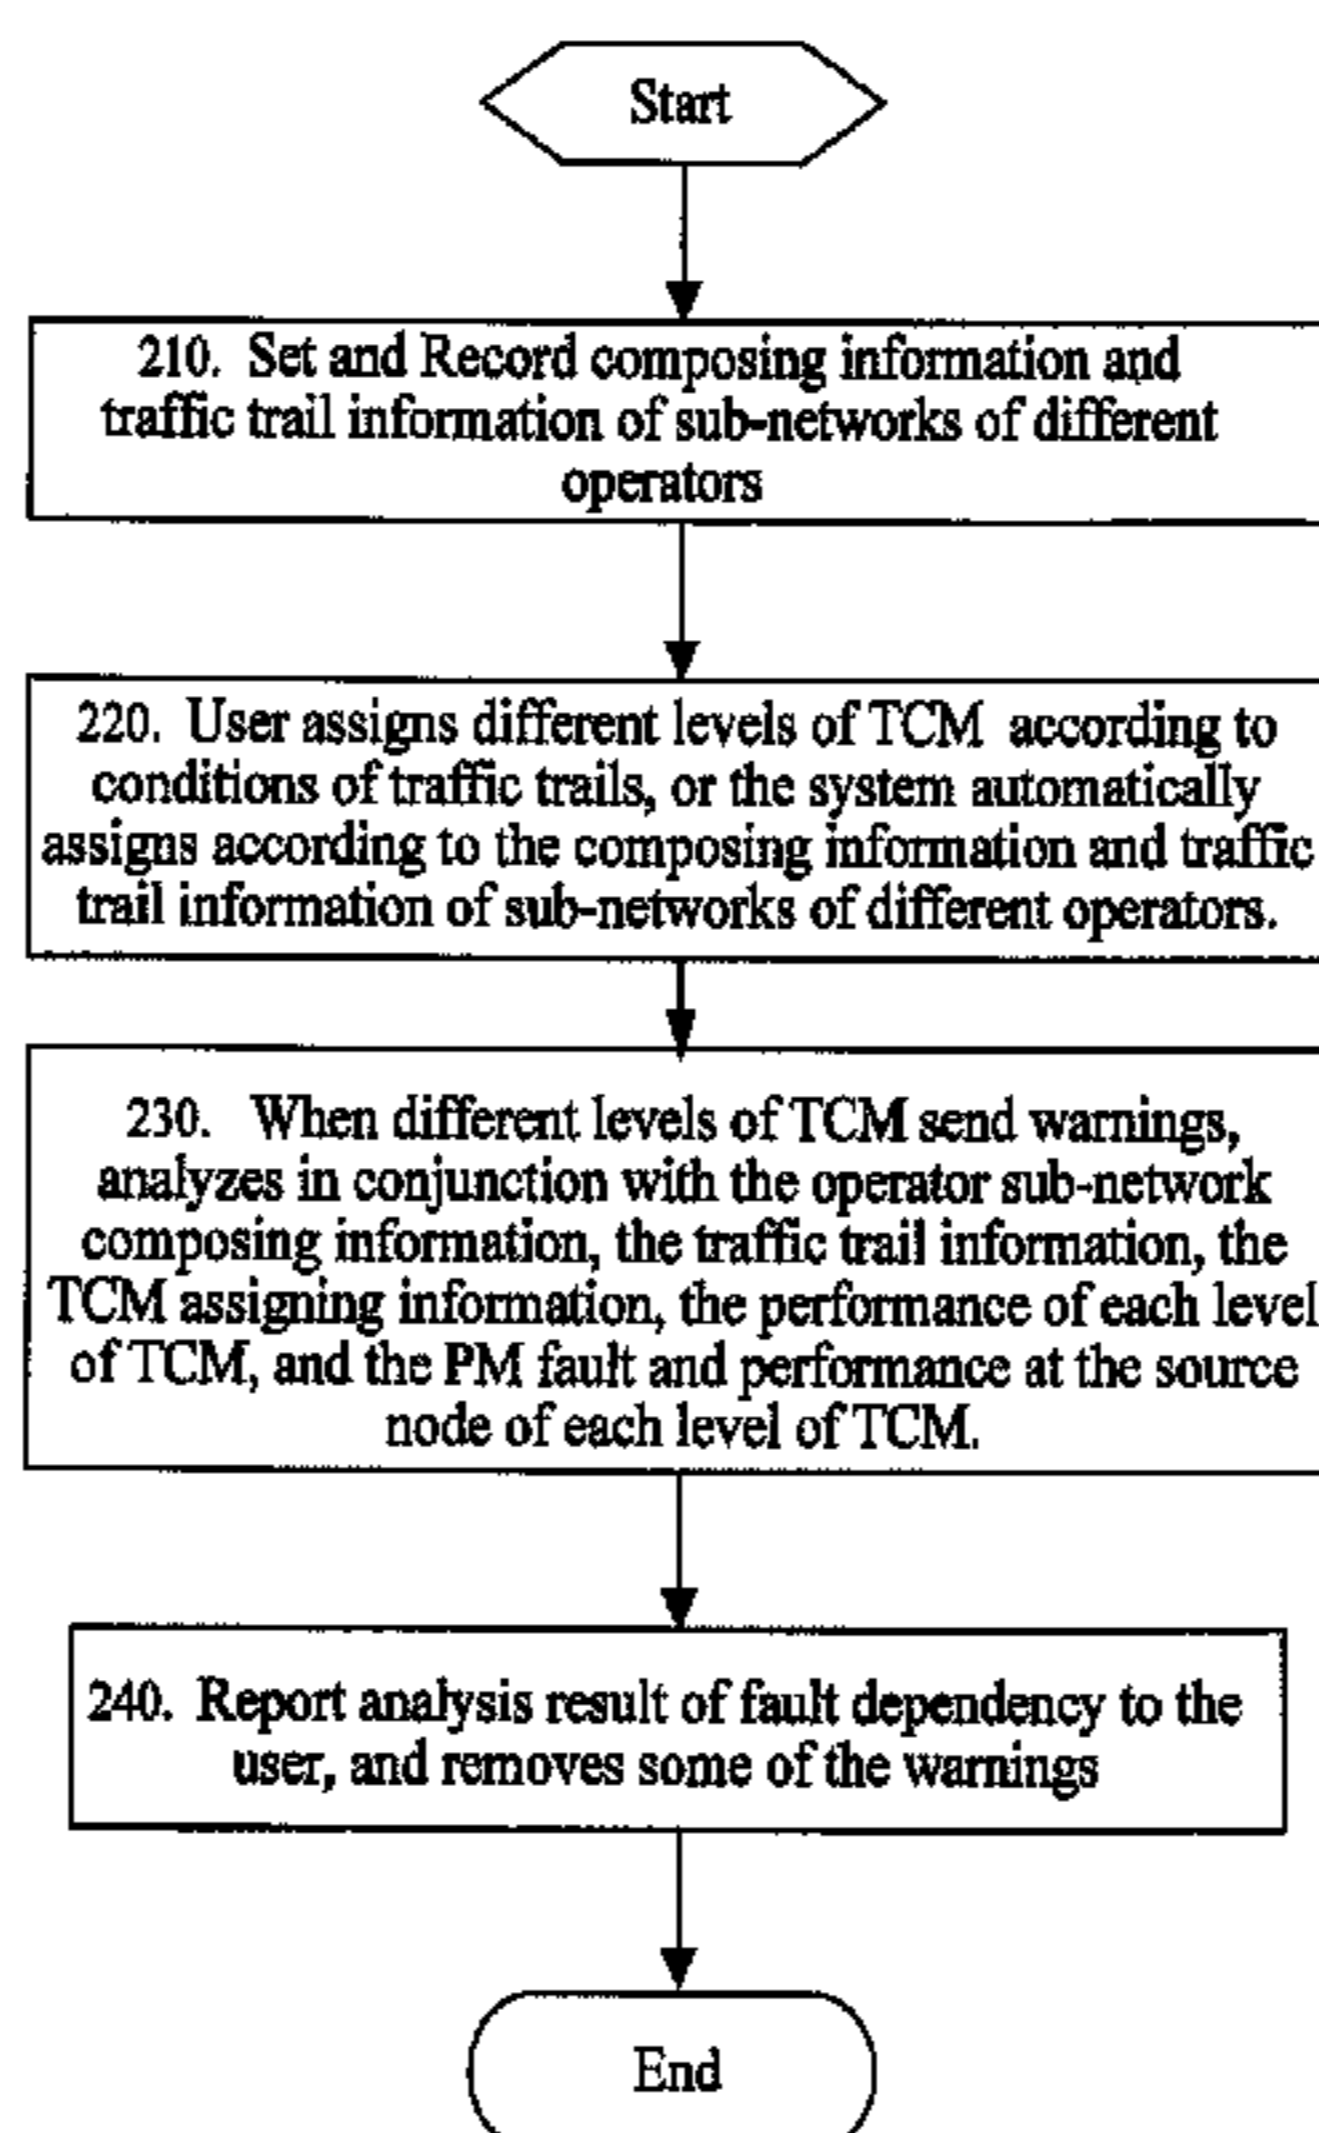 Start
210. Set and Record composing information and
traffic trail information of sub-networks of different
operators
220. User assigns different levels of TCM according to
conditions of traffic trails, or the system automatically
assigns according to the composing information and traffic
trail information of sub-networks of different operators.
230. When different levels of TCM send warnings,
analyzes in conjunction with the operator sub-network
composing information, the traffic trail information, the
TCM assigning information, the performance of each level
of TCM, and the PM fault and performance at the source
node of each level of TCM.
240. Report analysis result of fault dependency to the
user, and removes some of the warnings
End